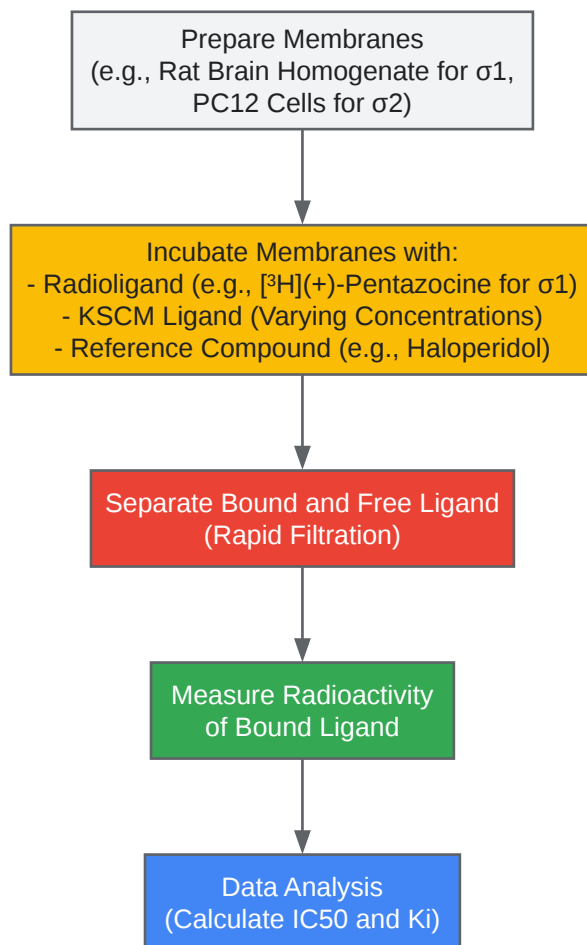 Prepare Membranes
(e.g., Rat Brain Homogenate for σ1,
PC12 Cells for σ2)
Incubate Membranes with:
- Radioligand (e.g., [³H](+)-Pentazocine for σ1)
- KSCM Ligand (Varying Concentrations)
- Reference Compound (e.g., Haloperidol)
Separate Bound and Free Ligand
(Rapid Filtration)
Measure Radioactivity
of Bound Ligand
Data Analysis
(Calculate IC50 and Ki)